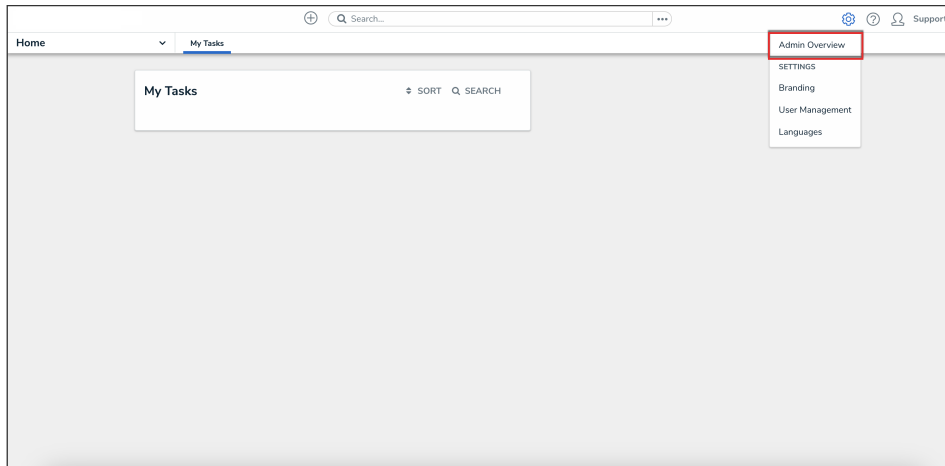 Search...
Support
Home
My Tasks
Admin Overview
SETTINGS
Branding
User Management
Languages
My Tasks
SORT
SEARCH